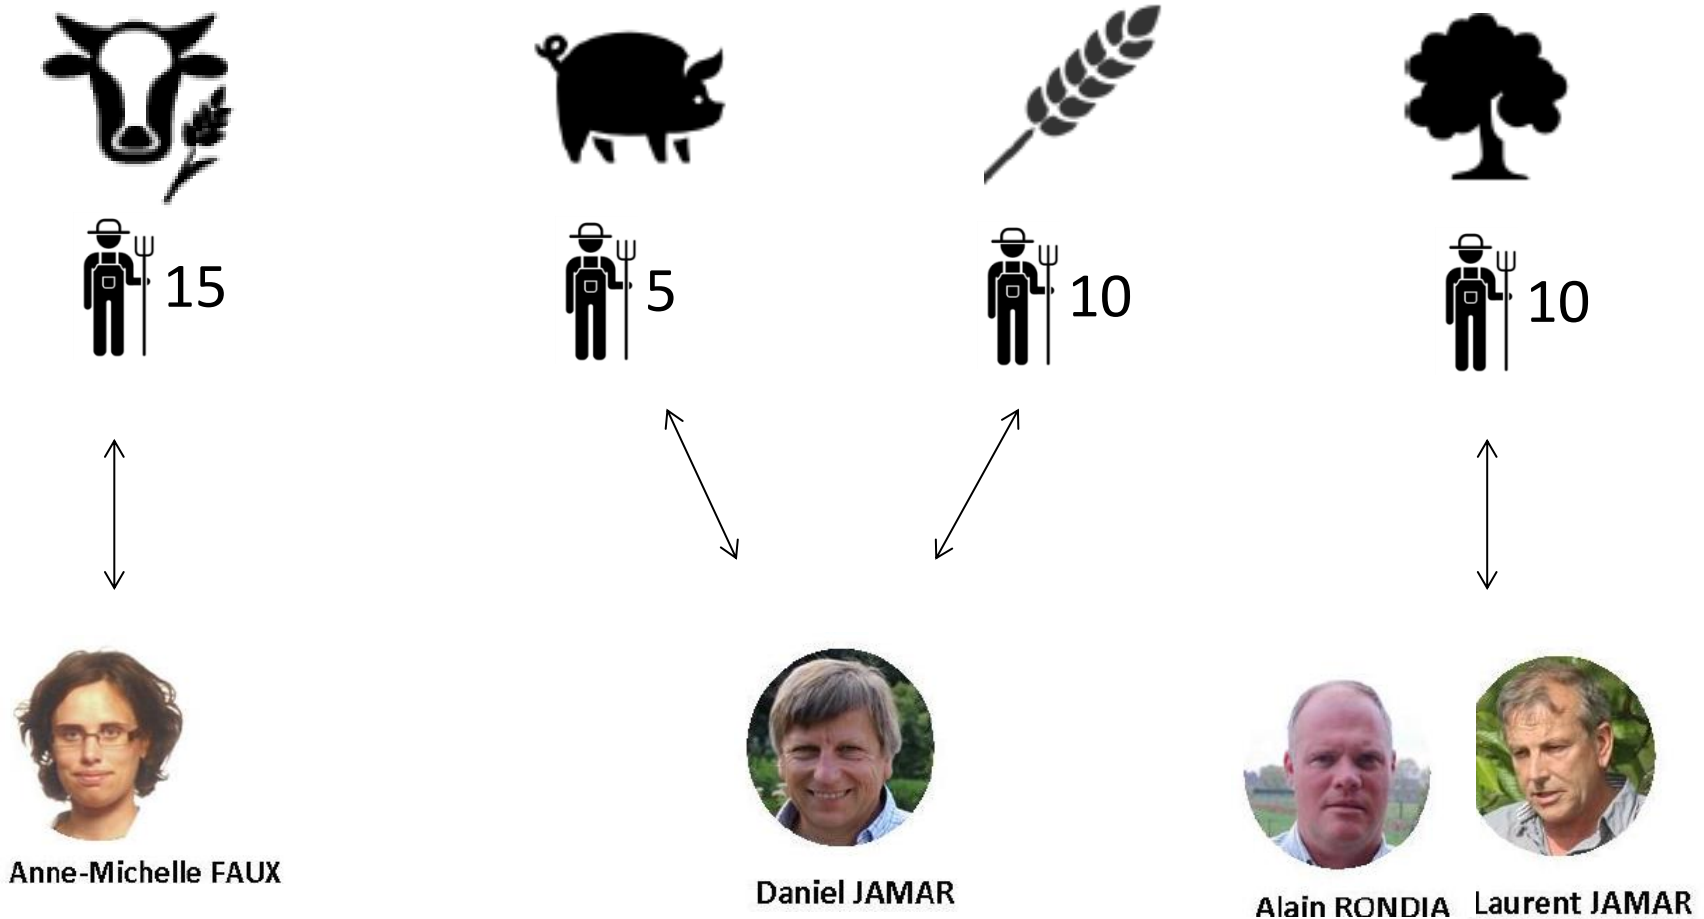 15
5
10
10
Anne-Michelle FAUX
Daniel JAMAR
Alain RONDIA
Laurent JAMAR